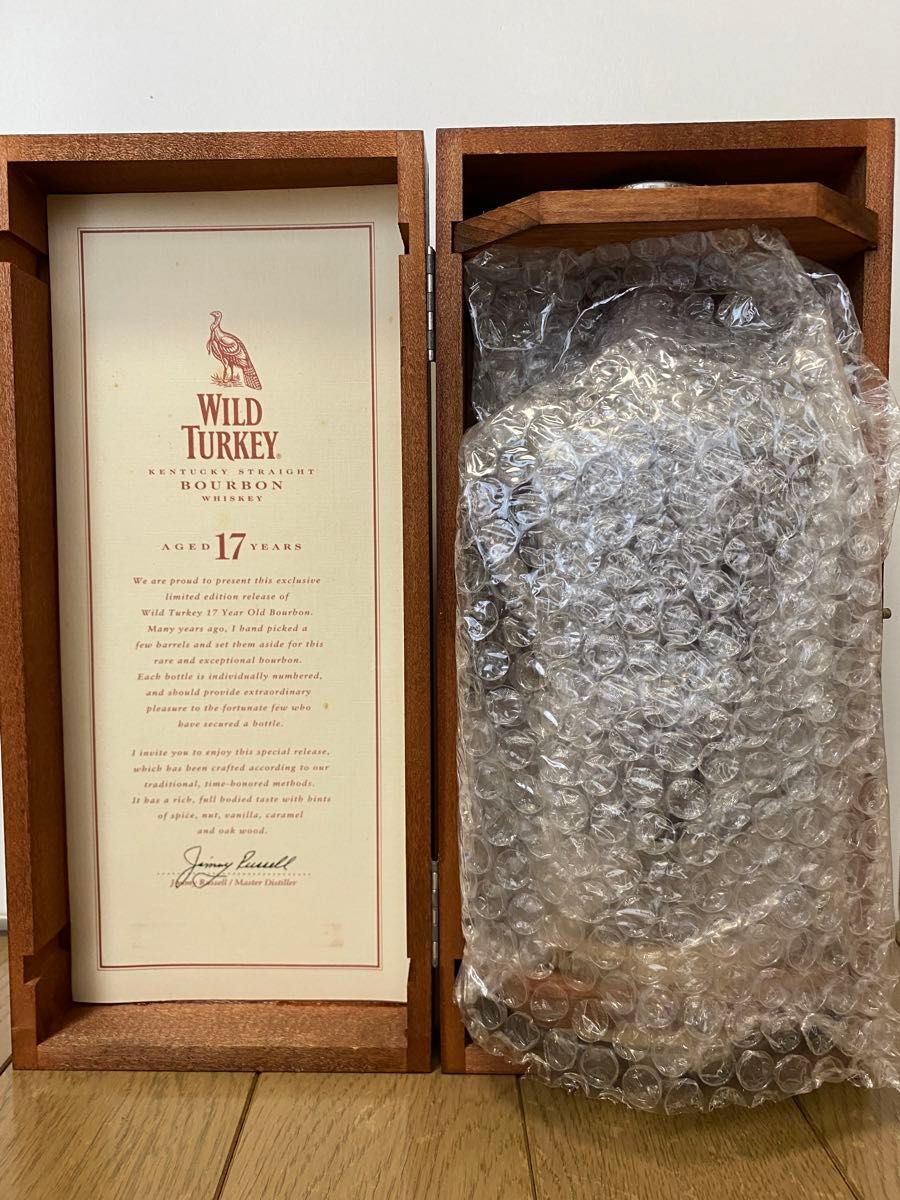 WILD
TURKEY®
KENTUCKY STRAIGHT
BOURBON
WHISKEY
AGED 17 YEARS
We are proud to present this exclusive
limited edition release of
Wild Turkey 17 Year Old Bourbon.
Many years ago, I hand picked a
few barrels and set them aside for this
rare and exceptional bourbon.
Each bottle is individually numbered,
and should provide extraordinary
pleasure to the fortunate few who
have secured a bottle.
I invite you to enjoy this special release,
which has been crafted according to our
traditional, time-honored methods.
It has a rich, full bodied taste with hints
of spice, nut, vanilla, caramel
and oak wood.
Jimmy Russell
Jimmy Russell / Master Distiller